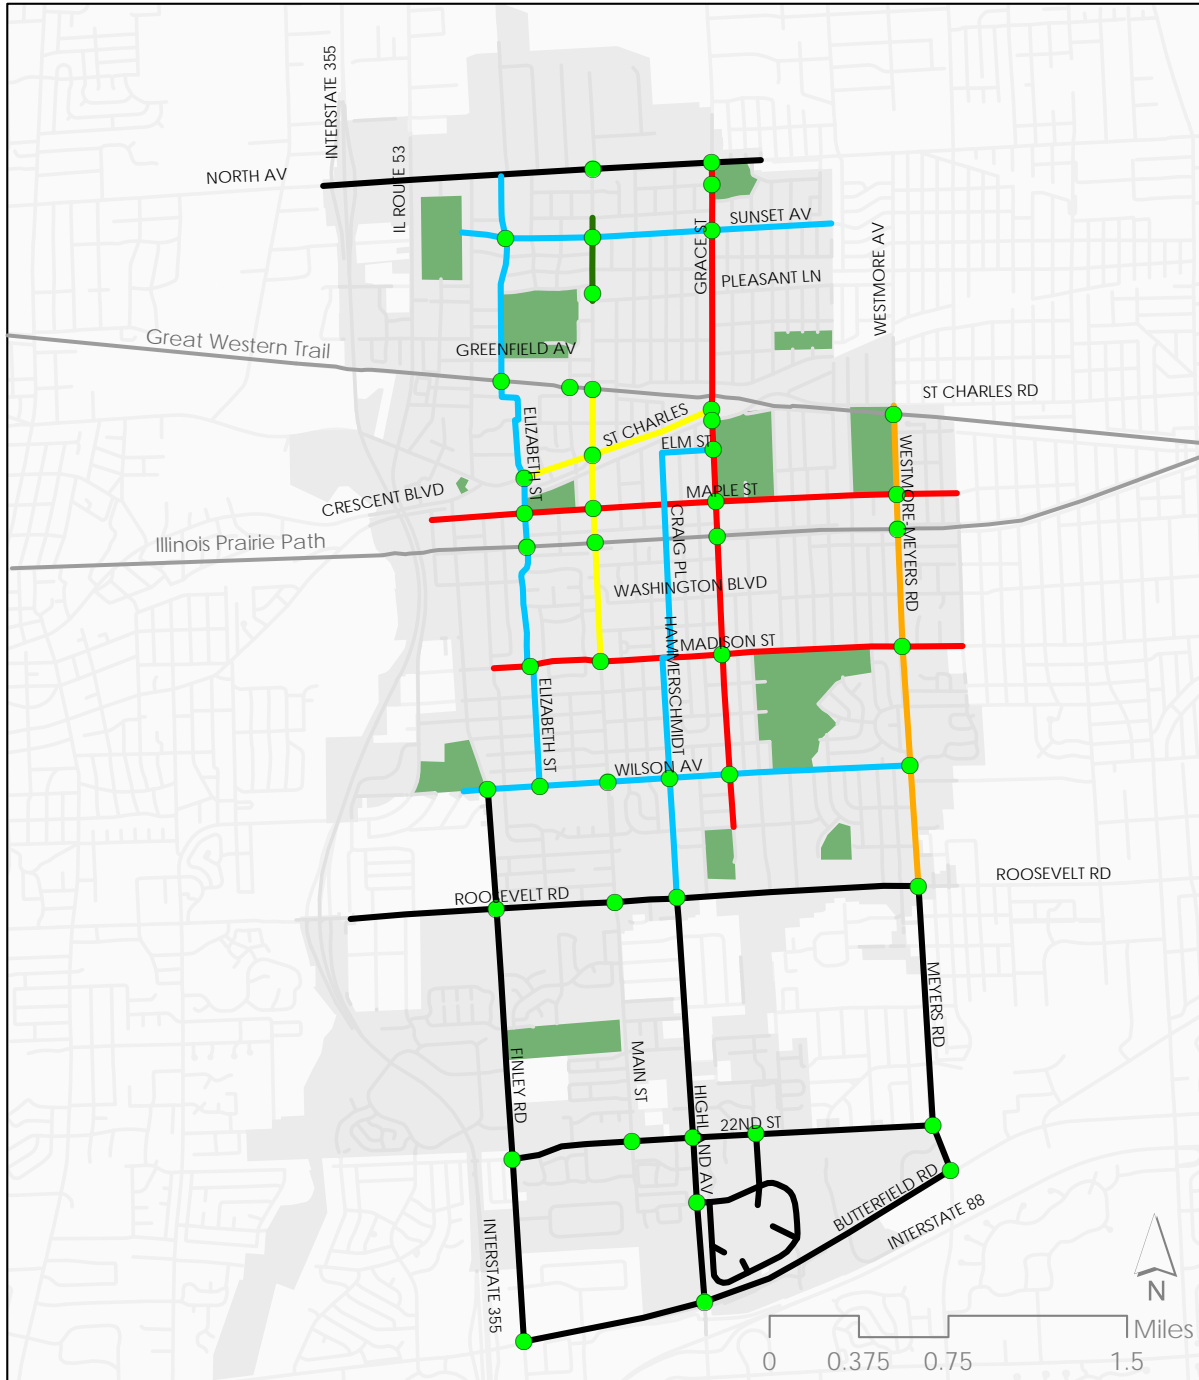 INTERSTATE 355
NORTH AV
IL ROUTE 53
SUNSET AV
GRACE ST
WESTMORE AV
PLEASANT LN
Great Western Trail
GREENFIELD AV
ST CHARLES RD
ELIZABETH ST
ST CHARLES
ELM ST
WESTMORE-MEYERS RD
CRESCENT BLVD
MAPLE ST
CRAIG PL
Illinois Prairie Path
WASHINGTON BLVD
HAMMERSCHMIDT
MADISON ST
ELIZABETH ST
WILSON AV
ROOSEVELT RD
ROOSEVELT RD
MEYERS RD
FINLEY RD
MAIN ST
HIGHLAND AV
22ND ST
BUTTERFIELD RD
INTERSTATE 88
INTERSTATE 355
N
Miles
0 0.375 0.75 1.5